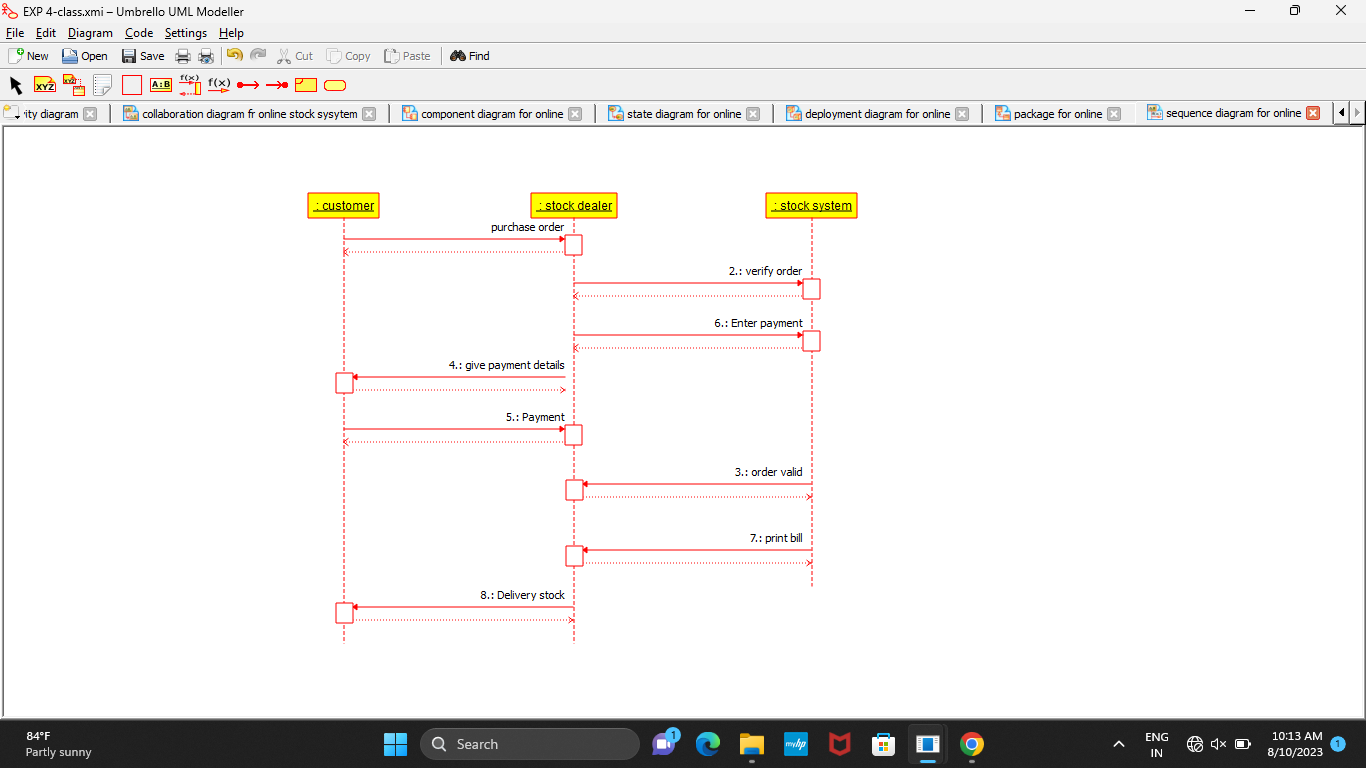 EXP 4-class.xmi – Umbrello UML Modeller
File Edit Diagram Code Settings Help
New Open Save Cut Copy Paste Find
XYZ XYZ A:B f(x) f(x)
ity diagram collaboration diagram fr online stock sysytem component diagram for online state diagram for online deployment diagram for online package for online sequence diagram for online
: customer : stock dealer : stock system
purchase order
2.: verify order
6.: Enter payment
4.: give payment details
5.: Payment
3.: order valid
7.: print bill
8.: Delivery stock
84°F
Partly sunny
Search
1
myhp
ENG
IN
10:13 AM
8/10/2023
1